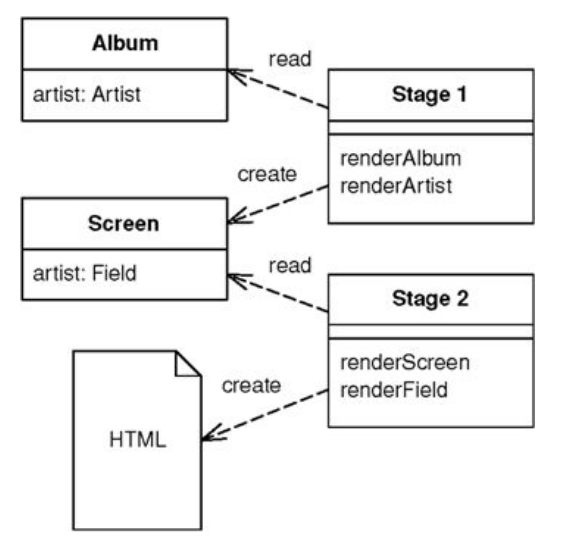 Album
artist: Artist
read
Stage 1
renderAlbum
renderArtist
create
Screen
artist: Field
read
Stage 2
renderScreen
renderField
create
HTML